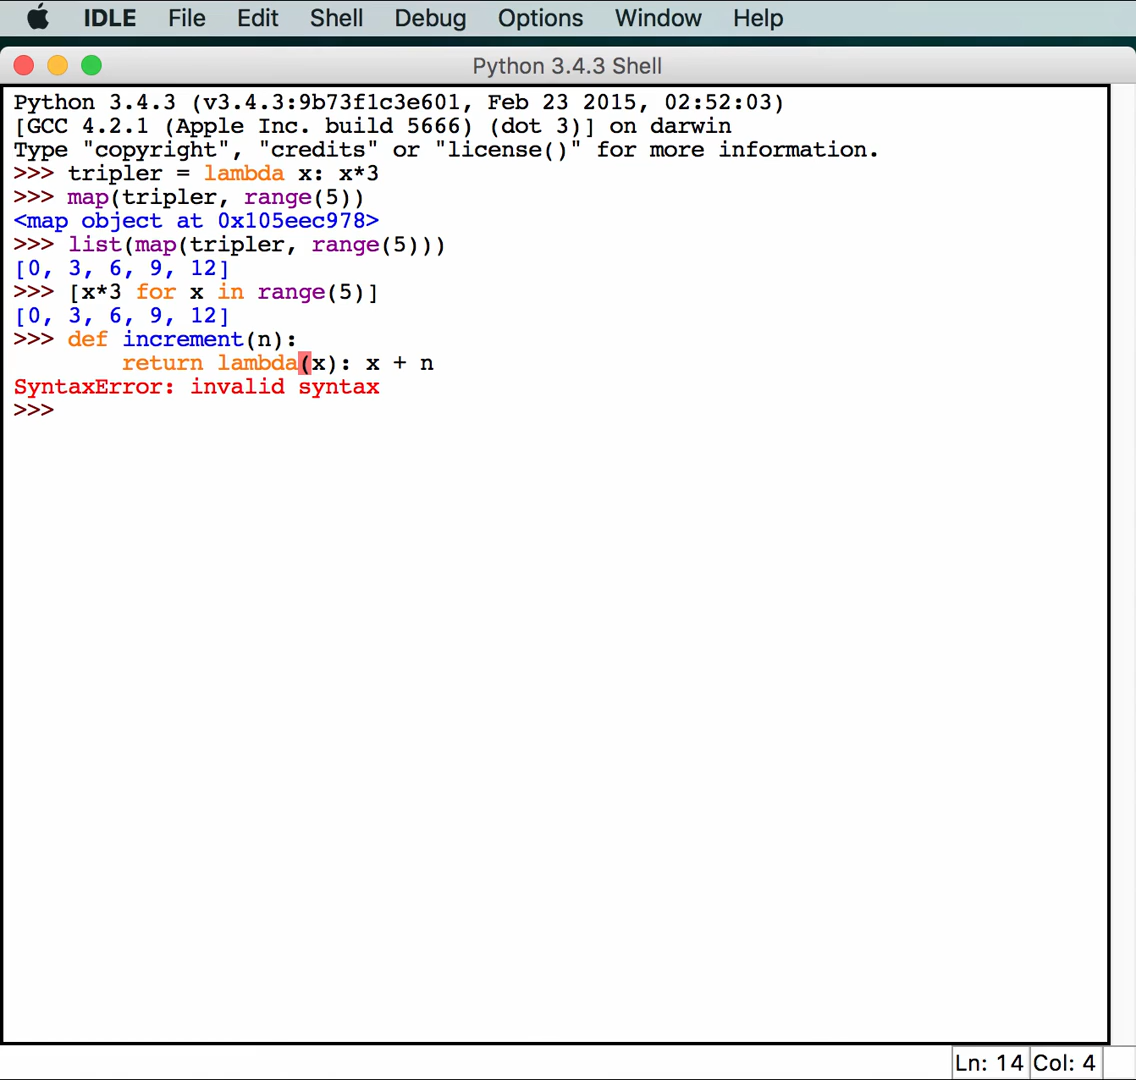 IDLE File Edit Shell Debug Options Window Help
Python 3.4.3 Shell
Python 3.4.3 (v3.4.3:9b73f1c3e601, Feb 23 2015, 02:52:03)
[GCC 4.2.1 (Apple Inc. build 5666) (dot 3)] on darwin
Type "copyright", "credits" or "license()" for more information.
>>> tripler = lambda x: x*3
>>> map(tripler, range(5))
<map object at 0x105eec978>
>>> list(map(tripler, range(5)))
[0, 3, 6, 9, 12]
>>> [x*3 for x in range(5)]
[0, 3, 6, 9, 12]
>>> def increment(n):
        return lambda(x): x + n
SyntaxError: invalid syntax
>>>
Ln: 14 Col: 4